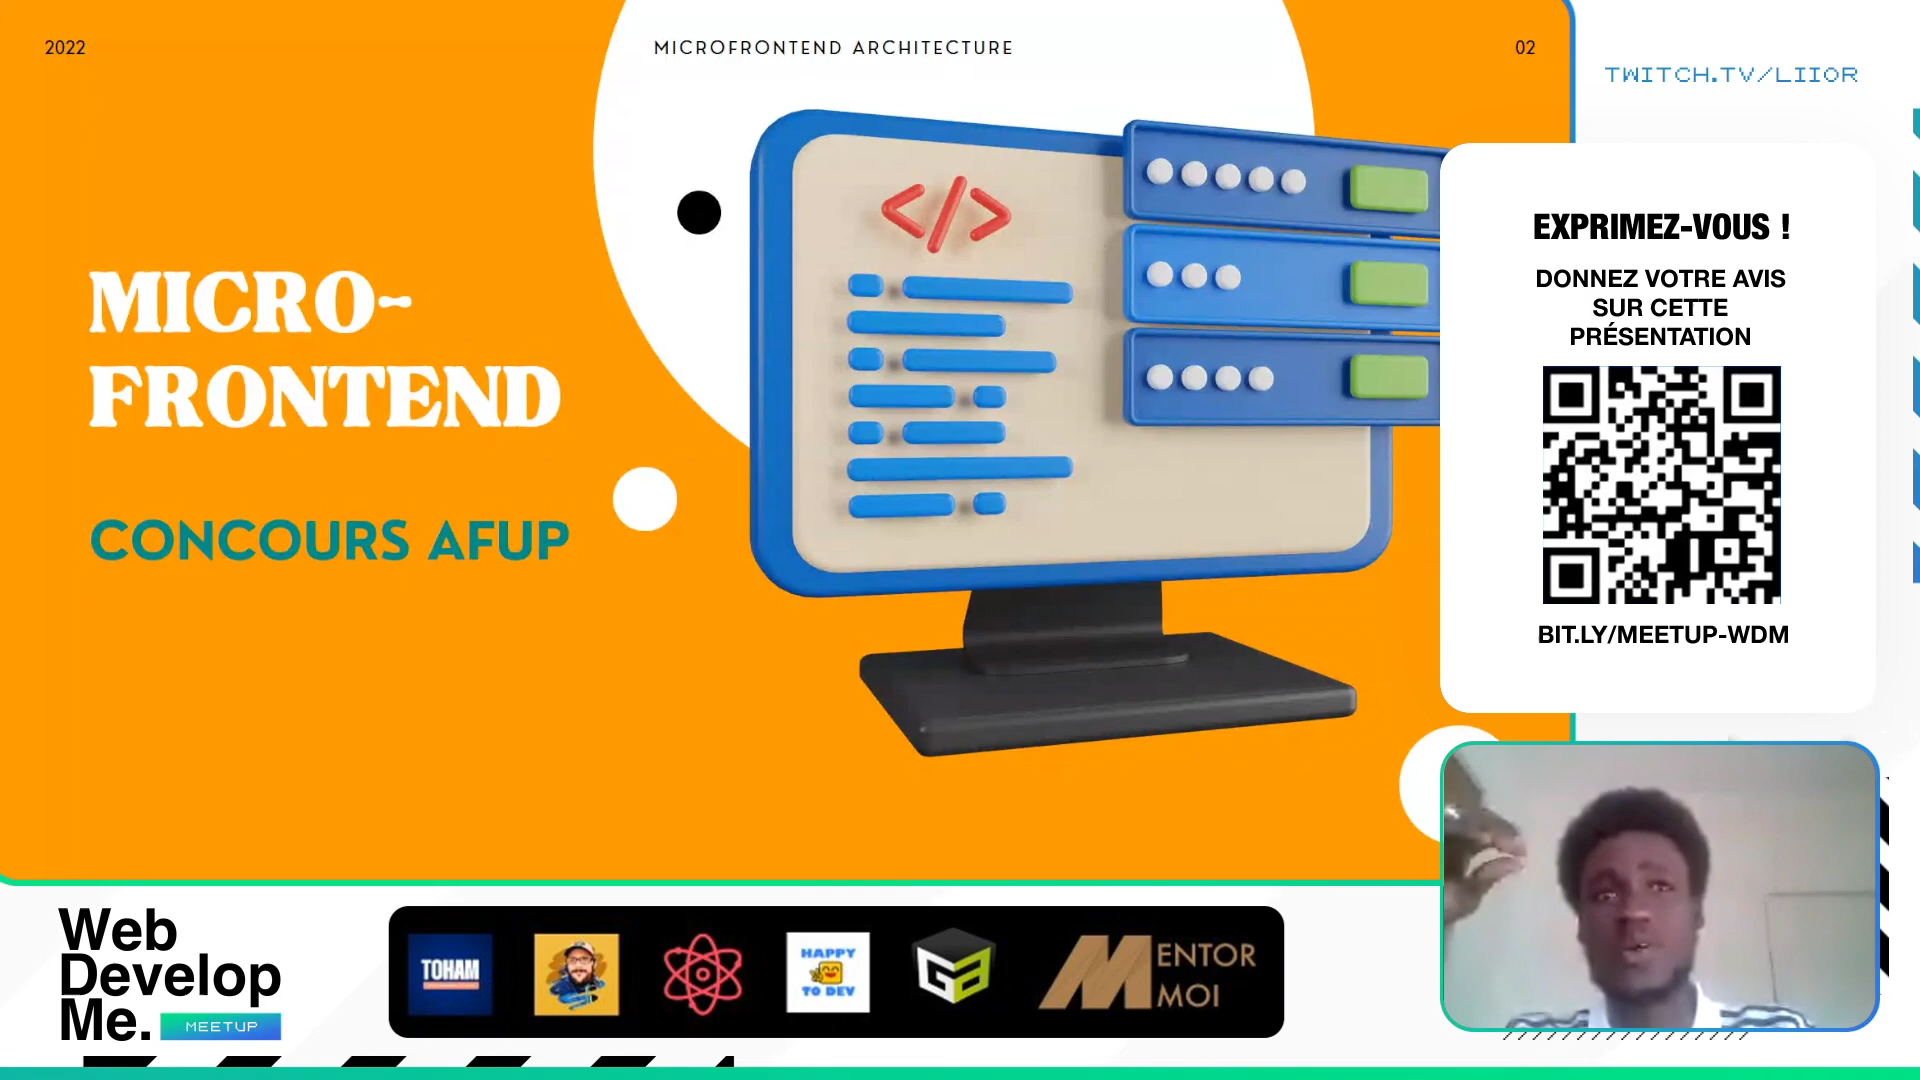 2022
MICROFRONTEND ARCHITECTURE
02
TWITCH.TV/LIIOR
MICRO-
FRONTEND
CONCOURS AFUP
</>
EXPRIMEZ-VOUS !
DONNEZ VOTRE AVIS
SUR CETTE
PRÉSENTATION
BIT.LY/MEETUP-WDM
Web
Develop
Me.
MEETUP
TOHAM
HAPPY
TO DEV
MENTOR
MOI